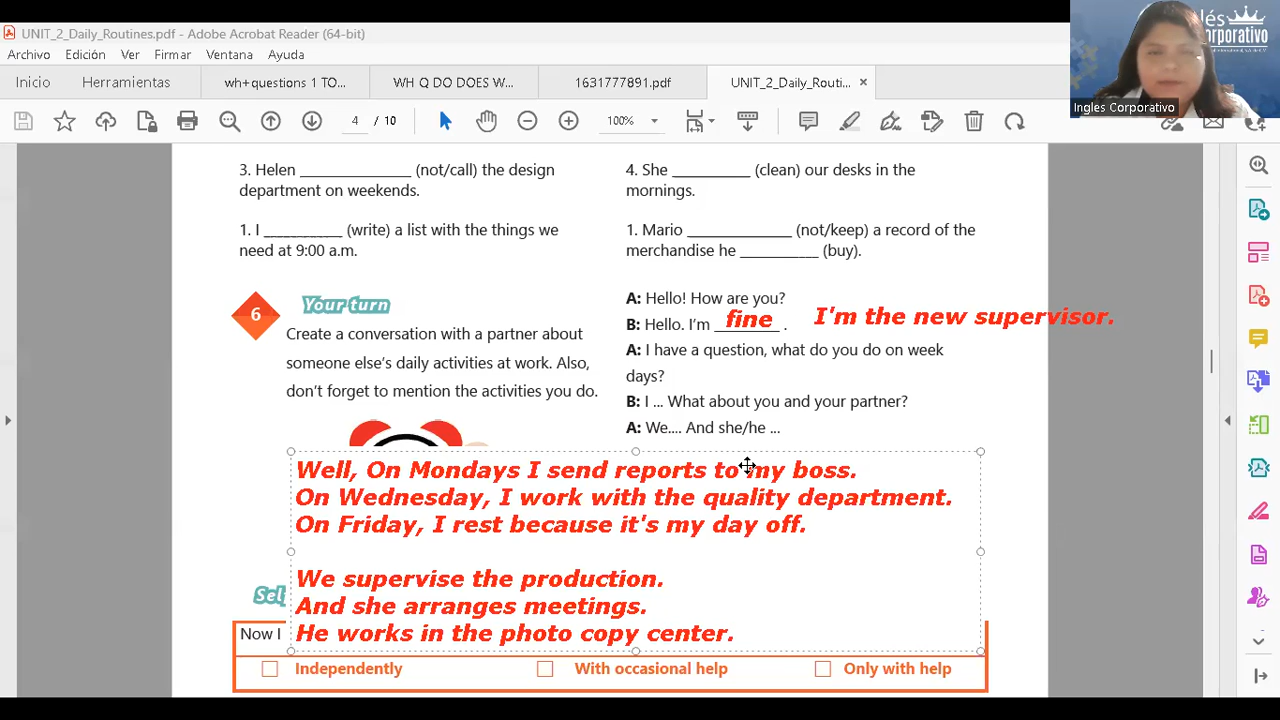 UNIT_2_Daily_Routines.pdf - Adobe Acrobat Reader (64-bit)
Archivo Edición Ver Firmar Ventana Ayuda
Inicio Herramientas wh+questions 1 TO... WH Q DO DOES W... 1631777891.pdf UNIT_2_Daily_Routi...
4 / 10 100%
Corporativo
Ingles Corporativo
3. Helen ______________ (not/call) the design
department on weekends.
1. I __________ (write) a list with the things we
need at 9:00 a.m.
4. She __________ (clean) our desks in the
mornings.
1. Mario ______________ (not/keep) a record of the
merchandise he __________ (buy).
6 Your turn
Create a conversation with a partner about
someone else's daily activities at work. Also,
don't forget to mention the activities you do.
A: Hello! How are you?
B: Hello. I'm fine . I'm the new supervisor.
A: I have a question, what do you do on week
days?
B: I ... What about you and your partner?
A: We.... And she/he ...
Well, On Mondays I send reports to my boss.
On Wednesday, I work with the quality department.
On Friday, I rest because it's my day off.
We supervise the production.
And she arranges meetings.
He works in the photo copy center.
Sel
Now I
Independently With occasional help Only with help